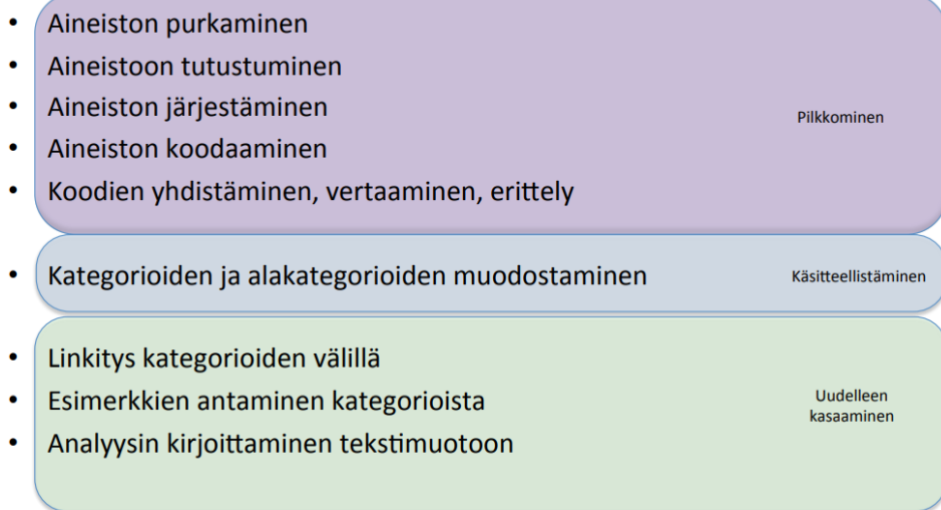 • Aineiston purkaminen
• Aineistoon tutustuminen
• Aineiston järjestäminen
Pilkkominen
• Aineiston koodaaminen
• Koodien yhdistäminen, vertaaminen, erittely
• Kategorioiden ja alakategorioiden muodostaminen
Käsitteellistäminen
• Linkitys kategorioiden välillä
• Esimerkkien antaminen kategorioista
Uudelleen
kasaaminen
• Analyysin kirjoittaminen tekstimuotoon